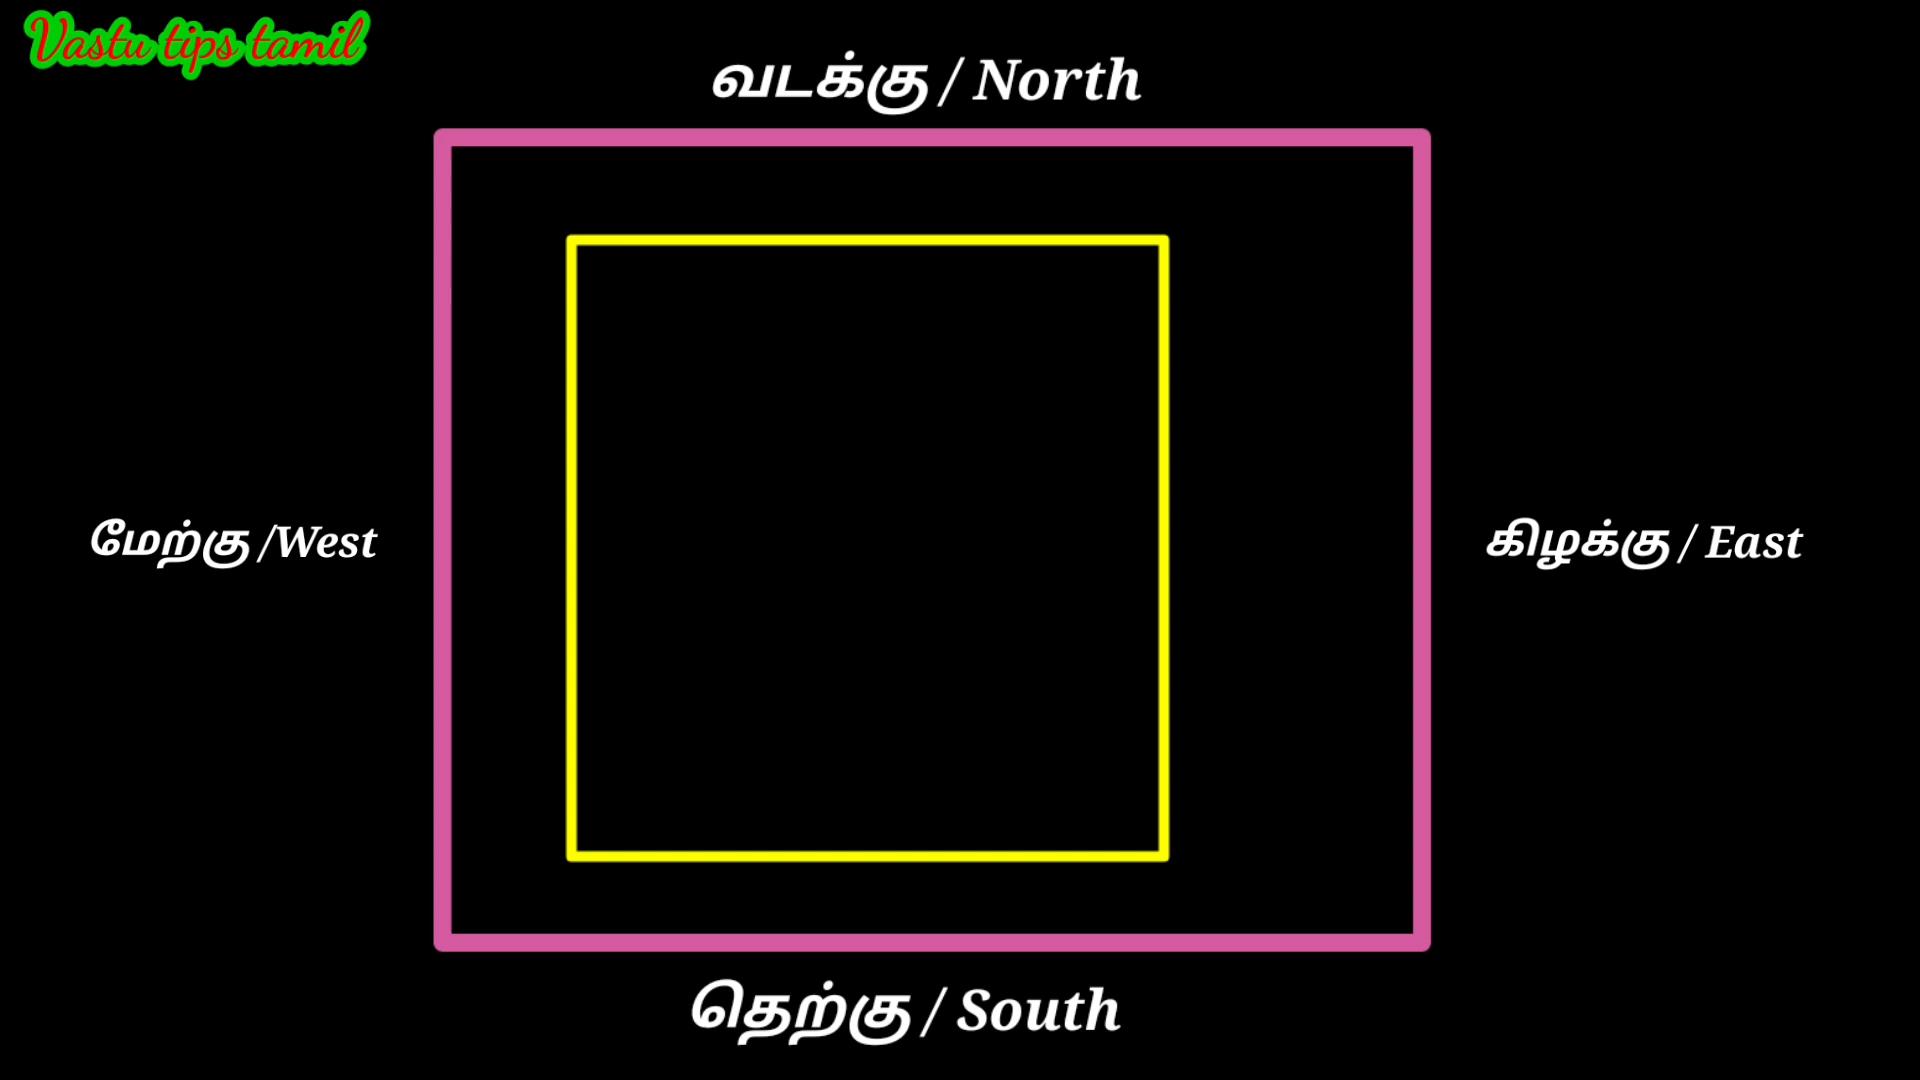 Vastu tips tamil
வடக்கு / North
மேற்கு /West
கிழக்கு / East
தெற்கு / South